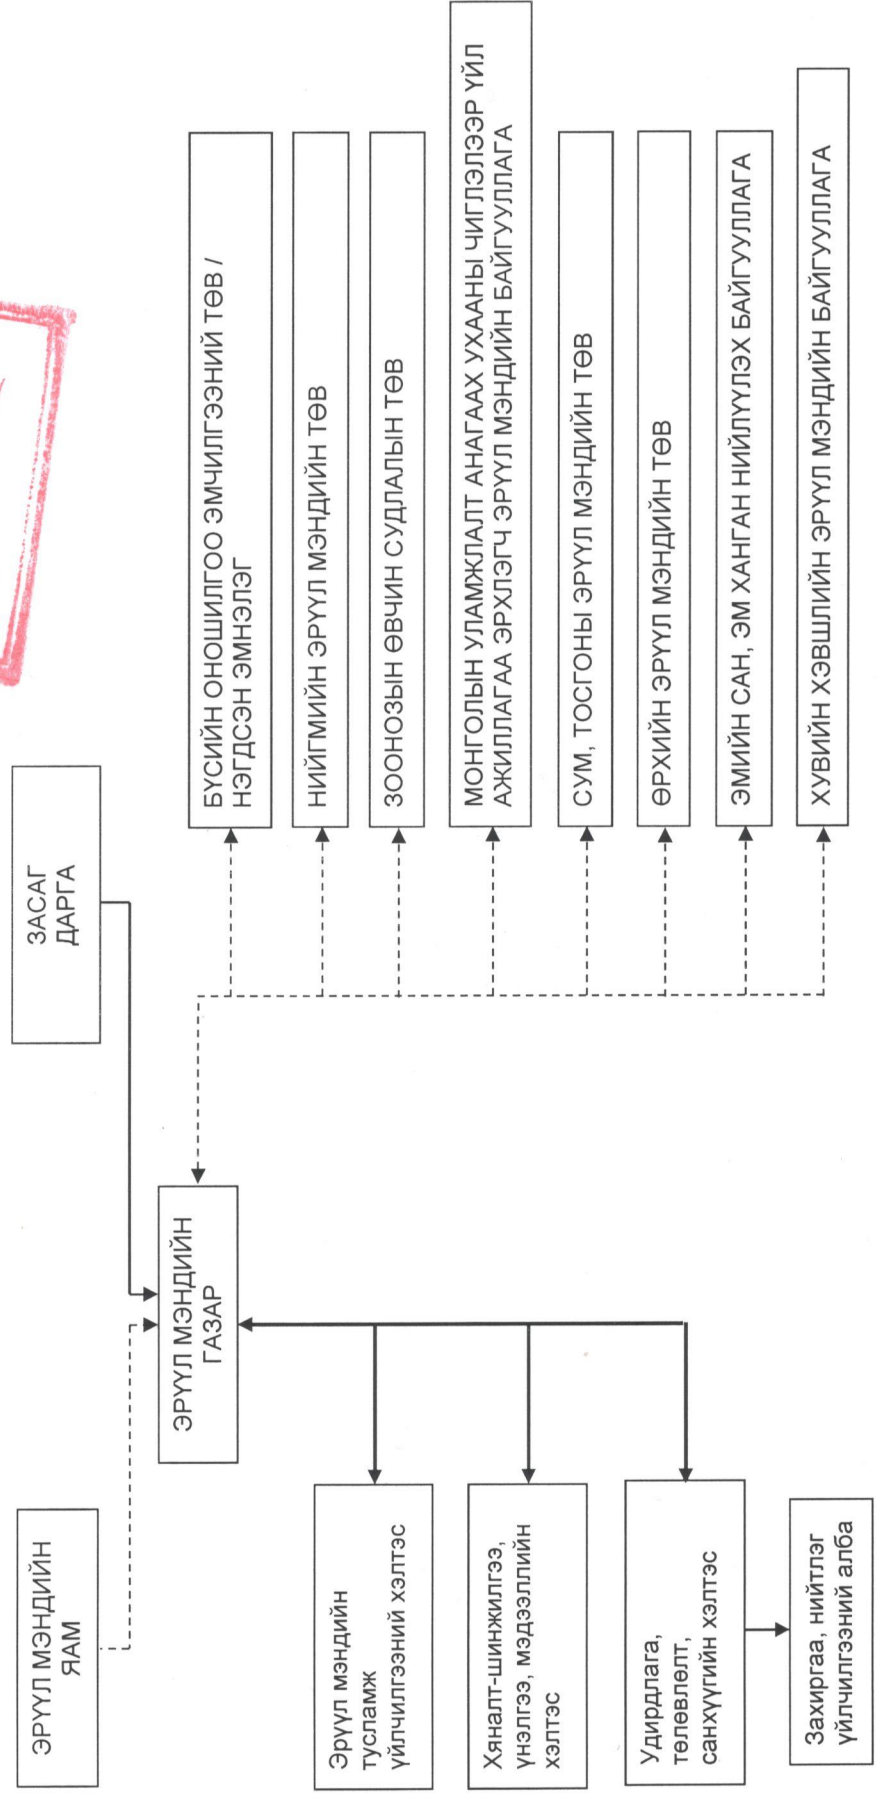 ЭРҮҮЛ МЭНДИЙН
ЯАМ
ЗАСАГ
ДАРГА
ЭРҮҮЛ МЭНДИЙН
ГАЗАР
Эрүүл мэндийн
тусламж
үйлчилгээний хэлтэс
Хяналт-шинжилгээ,
үнэлгээ, мэдээллийн
хэлтэс
Удирдлага,
төлөвлөлт,
санхүүгийн хэлтэс
Захиргаа, нийтлэг
үйлчилгээний алба
БҮСИЙН ОНОШИЛГОО ЭМЧИЛГЭЭНИЙ ТӨВ /
НЭГДСЭН ЭМНЭЛЭГ
НИЙГМИЙН ЭРҮҮЛ МЭНДИЙН ТӨВ
ЗООНОЗЫН ӨВЧИН СУДЛАЛЫН ТӨВ
МОНГОЛЫН УЛАМЖЛАЛТ АНАГААХ УХААНЫ ЧИГЛЭЛЭЭР ҮЙЛ
АЖИЛЛАГАА ЭРХЛЭГЧ ЭРҮҮЛ МЭНДИЙН БАЙГУУЛЛАГА
СУМ, ТОСГОНЫ ЭРҮҮЛ МЭНДИЙН ТӨВ
ӨРХИЙН ЭРҮҮЛ МЭНДИЙН ТӨВ
ЭМИЙН САН, ЭМ ХАНГАН НИЙЛҮҮЛЭХ БАЙГУУЛЛАГА
ХУВИЙН ХЭВШЛИЙН ЭРҮҮЛ МЭНДИЙН БАЙГУУЛЛАГА